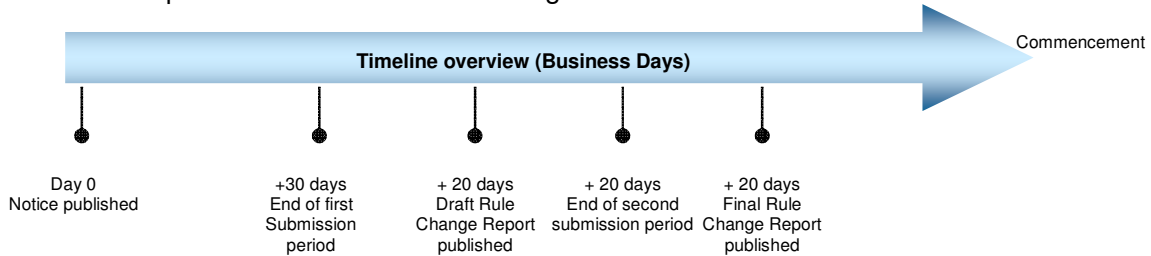 Timeline overview (Business Days)
Commencement
Day 0
Notice published
+30 days
End of first
Submission
period
+ 20 days
Draft Rule
Change Report
published
+ 20 days
End of second
submission period
+ 20 days
Final Rule
Change Report
published